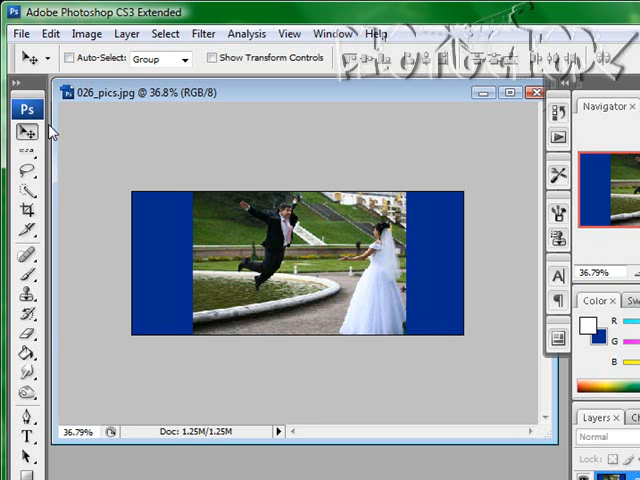 Ps Adobe Photoshop CS3 Extended
File Edit Image Layer Select Filter Analysis View Window Help
Auto-Select: Group Show Transform Controls
Ps
026_pics.jpg @ 36.8% (RGB/8)
Navigator ×
36.79%
Color ×
R
G
B
Layers ×
Normal
Lock:
36.79% Doc: 1.25M/1.25M
T
A